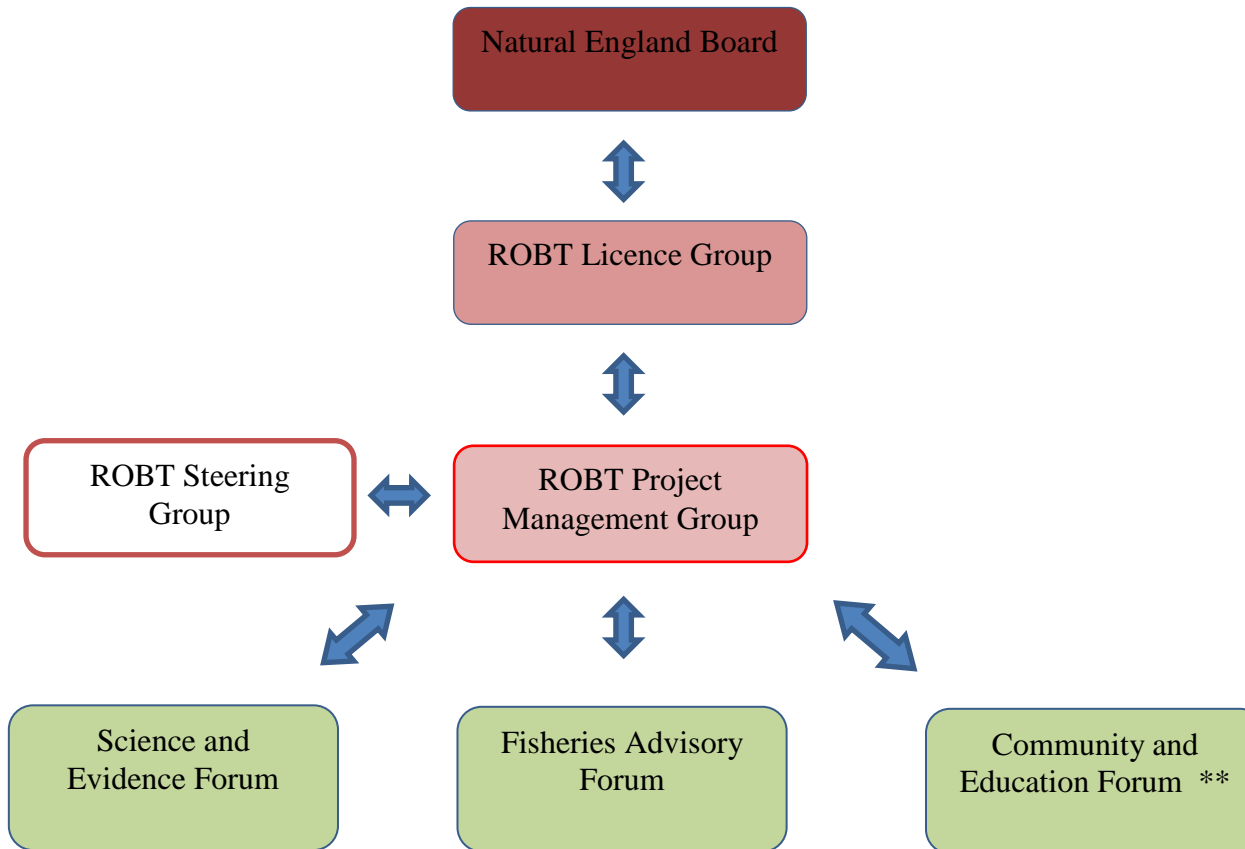 Natural England Board
ROBT Licence Group
ROBT Steering
Group
ROBT Project
Management Group
Science and
Evidence Forum
Fisheries Advisory
Forum
Community and
Education Forum **